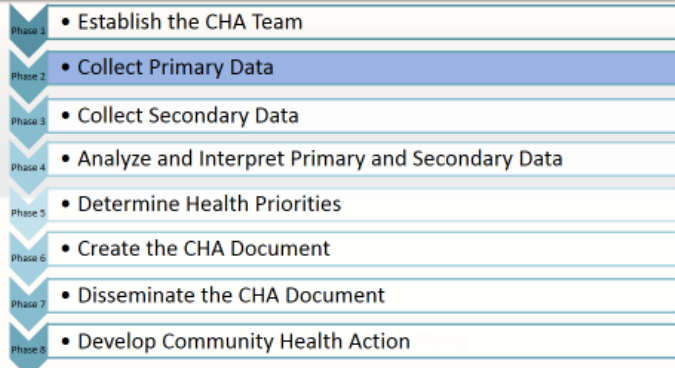 Phase 1 • Establish the CHA Team
Phase 2 • Collect Primary Data
Phase 3 • Collect Secondary Data
Phase 4 • Analyze and Interpret Primary and Secondary Data
Phase 5 • Determine Health Priorities
Phase 6 • Create the CHA Document
Phase 7 • Disseminate the CHA Document
Phase 8 • Develop Community Health Action